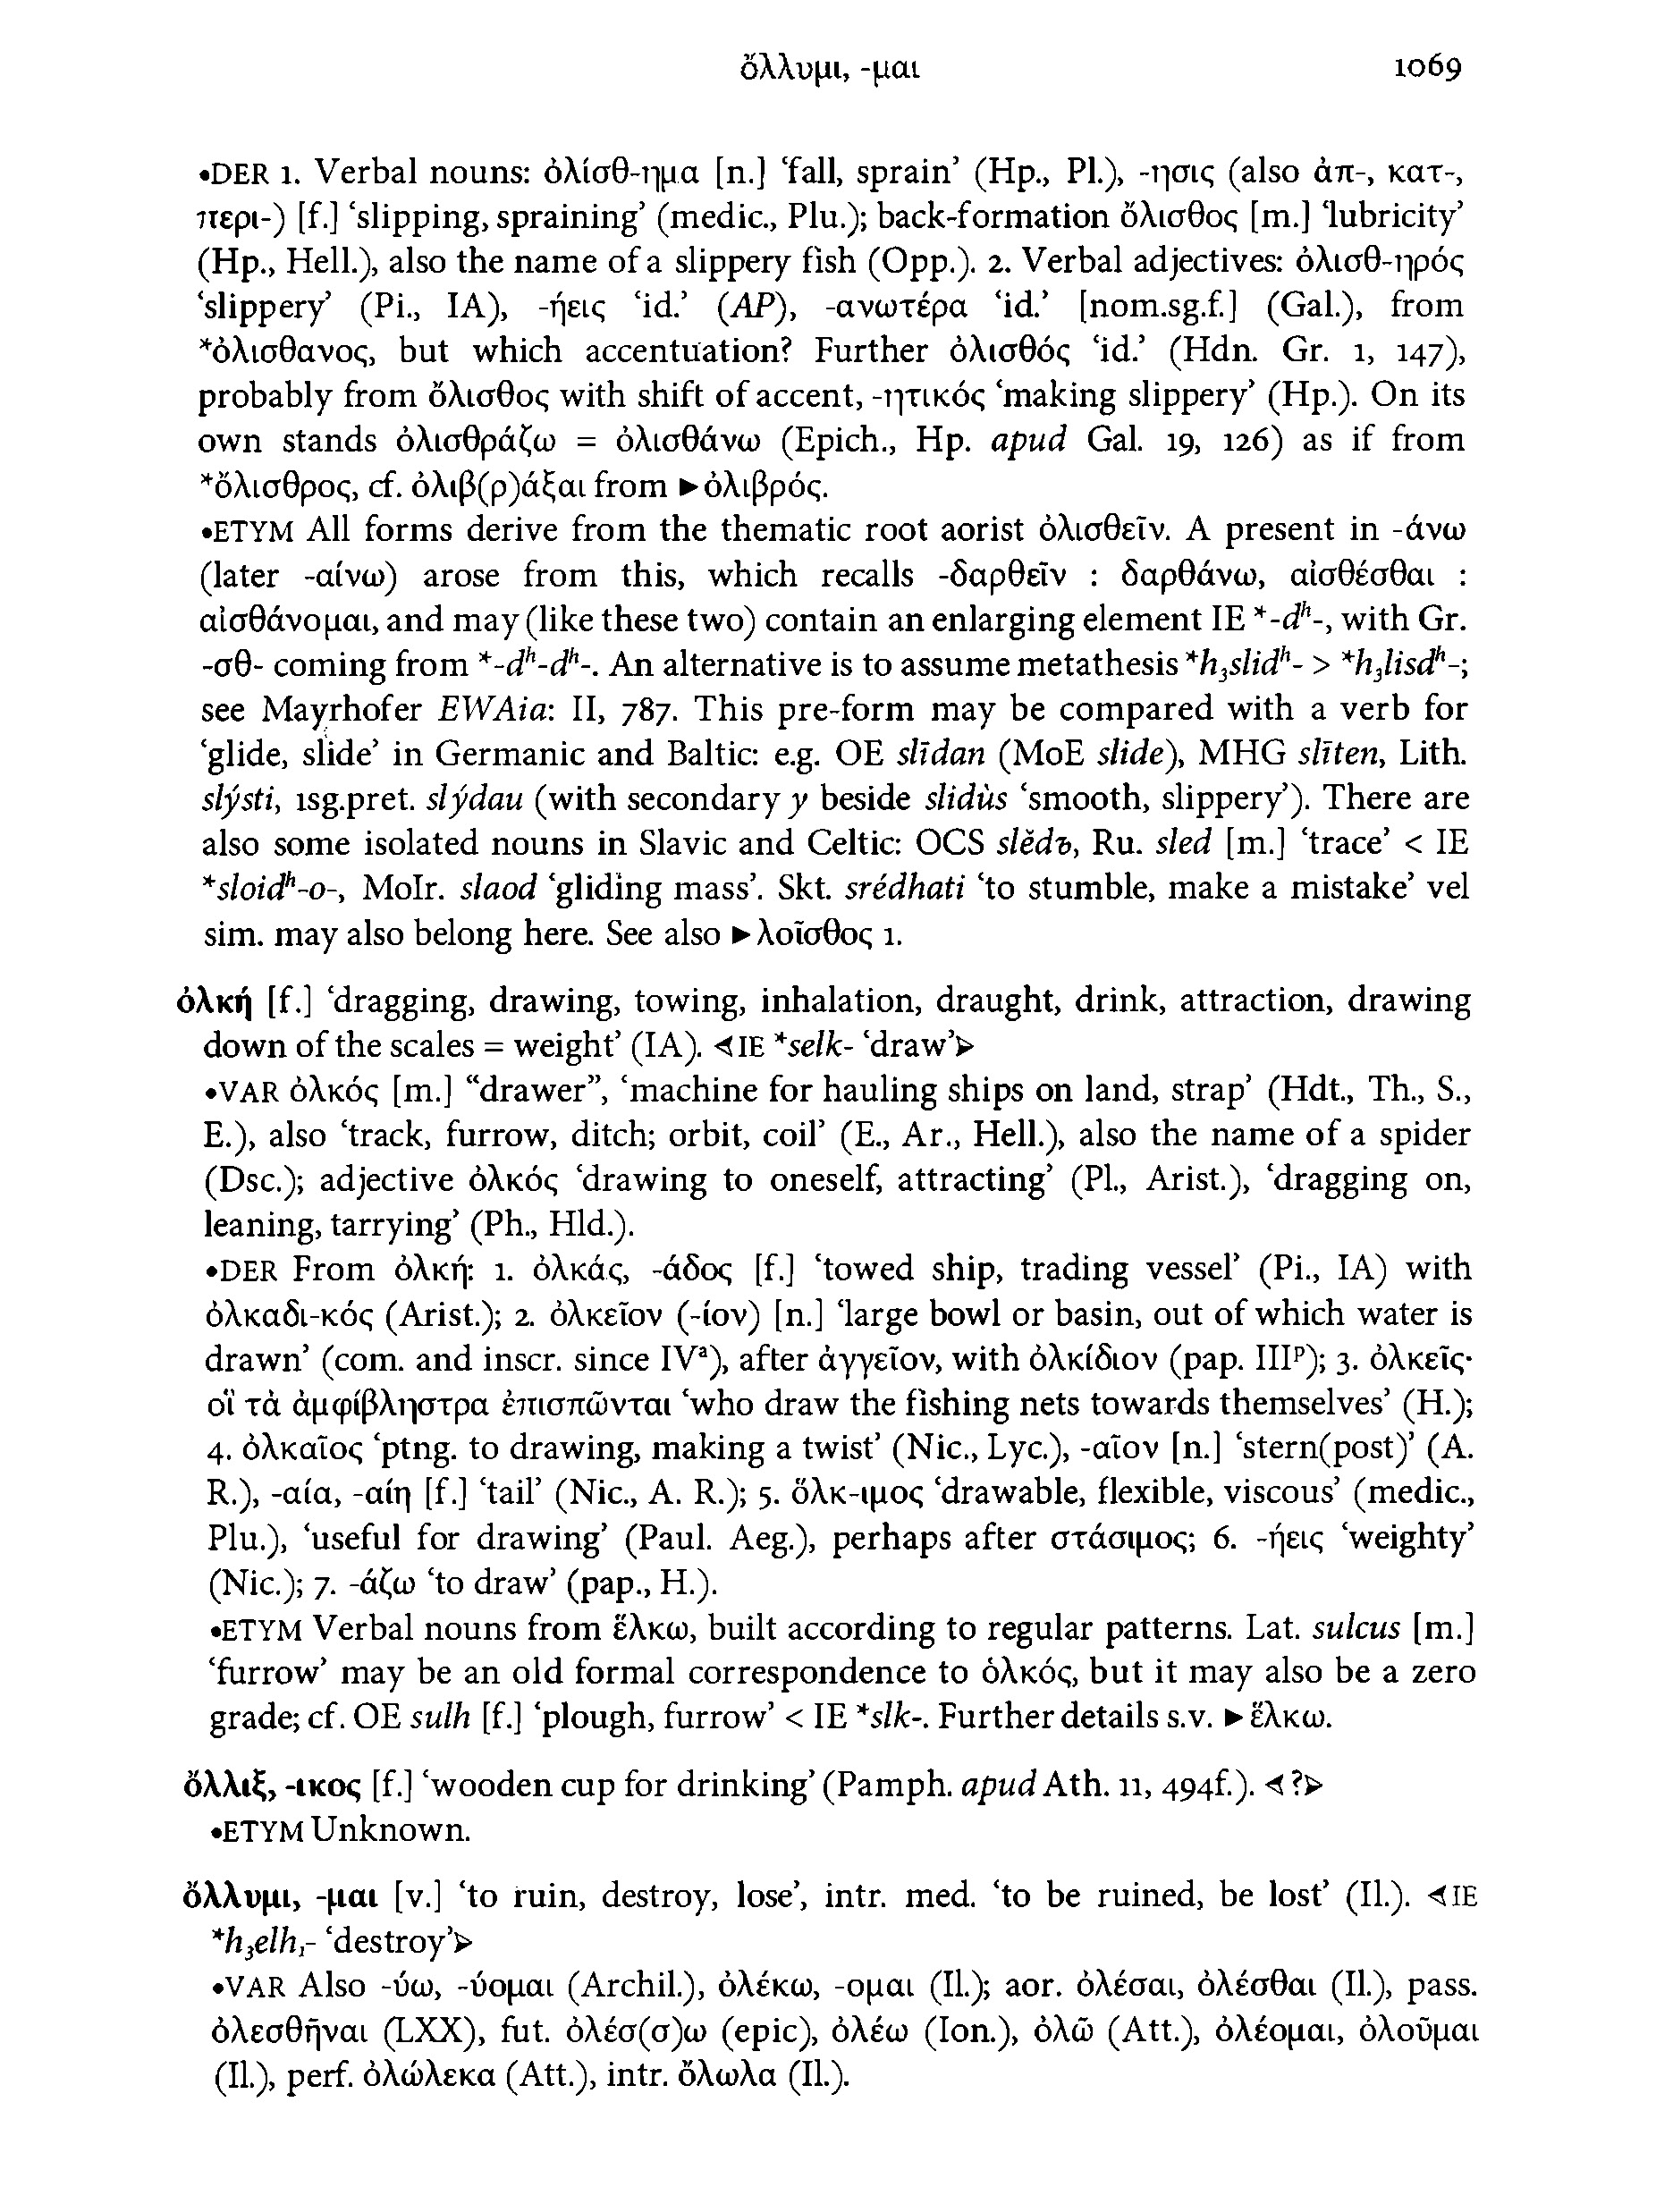 ὄλλυμι, -μαι 1069
•DER 1. Verbal nouns: ὀλίσθ-ημα [n.] ‘fall, sprain’ (Hp., Pl.), -ησις (also ἀπ-, κατ-,
περι-) [f.] ‘slipping, spraining’ (medic., Plu.); back-formation ὄλισθος [m.] ‘lubricity’
(Hp., Hell.), also the name of a slippery fish (Opp.). 2. Verbal adjectives: ὀλισθ-ηρός
‘slippery’ (Pi., IA), -ήεις ‘id.’ (AP), -ανωτέρα ‘id.’ [nom.sg.f.] (Gal.), from
*ὀλισθανος, but which accentuation? Further ὀλισθός ‘id.’ (Hdn. Gr. 1, 147),
probably from ὄλισθος with shift of accent, -ητικός ‘making slippery’ (Hp.). On its
own stands ὀλισθράζω = ὀλισθάνω (Epich., Hp. apud Gal. 19, 126) as if from
*ὄλισθρος, cf. ὀλιβ(ρ)άξαι from ►ὀλιβρός.
•ETYM All forms derive from the thematic root aorist ὀλισθεῖν. A present in -άνω
(later -αίνω) arose from this, which recalls -δαρθεῖν : δαρθάνω, αἰσθέσθαι :
αἰσθάνομαι, and may (like these two) contain an enlarging element IE *-dʰ-, with Gr.
-σθ- coming from *-dʰ-dʰ-. An alternative is to assume metathesis *h₃slidʰ- > *h₃lisdʰ-;
see Mayrhofer EWAia: II, 787. This pre-form may be compared with a verb for
‘glide, slide’ in Germanic and Baltic: e.g. OE slīdan (MoE slide), MHG slīten, Lith.
slýsti, 1sg.pret. slýdau (with secondary y beside slidùs ‘smooth, slippery’). There are
also some isolated nouns in Slavic and Celtic: OCS slědъ, Ru. sled [m.] ‘trace’ < IE
*sloidʰ-o-, MoIr. slaod ‘gliding mass’. Skt. srédhati ‘to stumble, make a mistake’ vel
sim. may also belong here. See also ►λοῖσθος 1.
ὁλκή [f.] ‘dragging, drawing, towing, inhalation, draught, drink, attraction, drawing
down of the scales = weight’ (IA). ⊲IE *selk- ‘draw’⊳
•VAR ὁλκός [m.] “drawer”, ‘machine for hauling ships on land, strap’ (Hdt., Th., S.,
E.), also ‘track, furrow, ditch; orbit, coil’ (E., Ar., Hell.), also the name of a spider
(Dsc.); adjective ὁλκός ‘drawing to oneself, attracting’ (Pl., Arist.), ‘dragging on,
leaning, tarrying’ (Ph., Hld.).
•DER From ὁλκή: 1. ὁλκάς, -άδος [f.] ‘towed ship, trading vessel’ (Pi., IA) with
ὁλκαδι-κός (Arist.); 2. ὁλκεῖον (-ίον) [n.] ‘large bowl or basin, out of which water is
drawn’ (com. and inscr. since IVᵃ), after ἀγγεῖον, with ὁλκίδιον (pap. IIIᵖ); 3. ὁλκεῖς·
οἳ τὰ ἀμφίβληστρα ἐπισπῶνται ‘who draw the fishing nets towards themselves’ (H.);
4. ὁλκαῖος ‘ptng. to drawing, making a twist’ (Nic., Lyc.), -αῖον [n.] ‘stern(post)’ (A.
R.), -αία, -αίη [f.] ‘tail’ (Nic., A. R.); 5. ὅλκ-ιμος ‘drawable, flexible, viscous’ (medic.,
Plu.), ‘useful for drawing’ (Paul. Aeg.), perhaps after στάσιμος; 6. -ήεις ‘weighty’
(Nic.); 7. -άζω ‘to draw’ (pap., H.).
•ETYM Verbal nouns from ἕλκω, built according to regular patterns. Lat. sulcus [m.]
‘furrow’ may be an old formal correspondence to ὁλκός, but it may also be a zero
grade; cf. OE sulh [f.] ‘plough, furrow’ < IE *slk-. Further details s.v. ►ἕλκω.
ὄλλιξ, -ικος [f.] ‘wooden cup for drinking’ (Pamph. apud Ath. 11, 494f.). ⊲?⊳
•ETYM Unknown.
ὄλλυμι, -μαι [v.] ‘to ruin, destroy, lose’, intr. med. ‘to be ruined, be lost’ (Il.). ⊲IE
*h₃elh₁- ‘destroy’⊳
•VAR Also -ύω, -ύομαι (Archil.), ὀλέκω, -ομαι (Il.); aor. ὀλέσαι, ὀλέσθαι (Il.), pass.
ὀλεσθῆναι (LXX), fut. ὀλέσ(σ)ω (epic), ὀλέω (Ion.), ὀλῶ (Att.), ὀλέομαι, ὀλοῦμαι
(Il.), perf. ὀλώλεκα (Att.), intr. ὄλωλα (Il.).